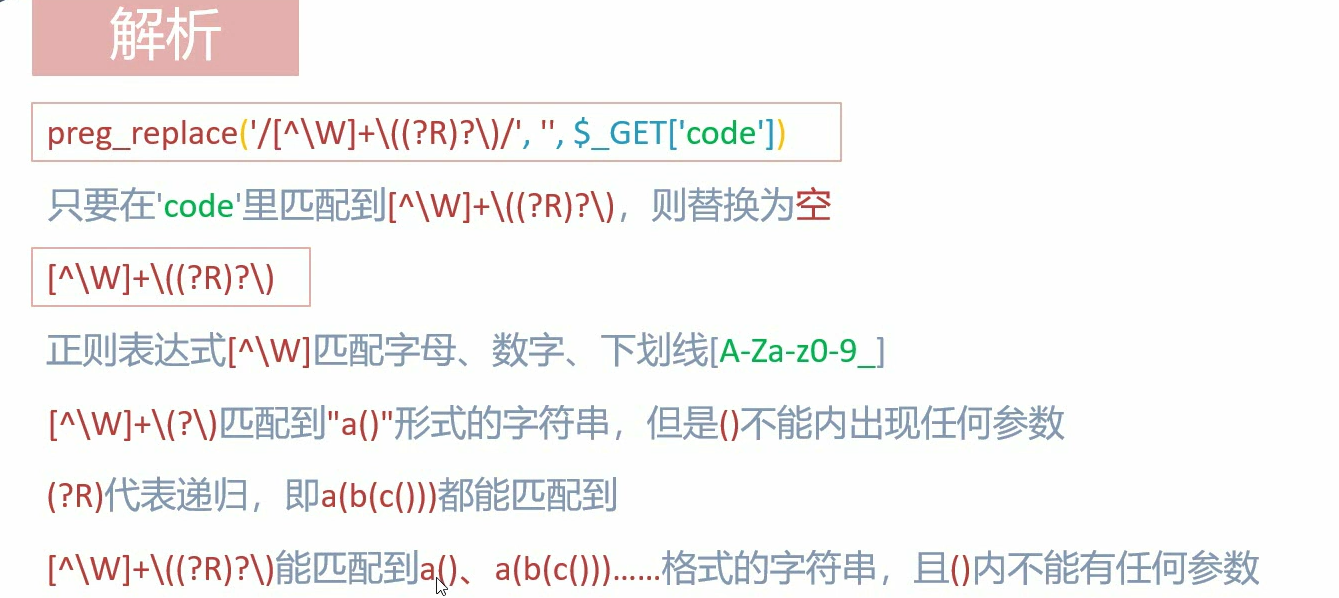 解析
preg_replace('/[^\W]+\((?R)?\)/', '', $_GET['code'])
只要在'code'里匹配到[^\W]+\((?R)?\)，则替换为空
[^\W]+\((?R)?\)
正则表达式[^\W]匹配字母、数字、下划线[A-Za-z0-9_]
[^\W]+\(?\)匹配到"a()"形式的字符串，但是()不能内出现任何参数
(?R)代表递归，即a(b(c()))都能匹配到
[^\W]+\((?R)?\)能匹配到a()、a(b(c()))……格式的字符串，且()内不能有任何参数